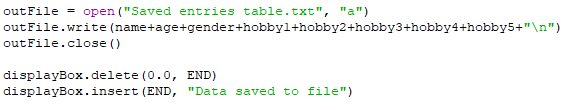 outFile = open("Saved entries table.txt", "a")
outFile.write(name+age+gender+hobby1+hobby2+hobby3+hobby4+hobby5+"\n")
outFile.close()
displayBox.delete(0.0, END)
displayBox.insert(END, "Data saved to file")